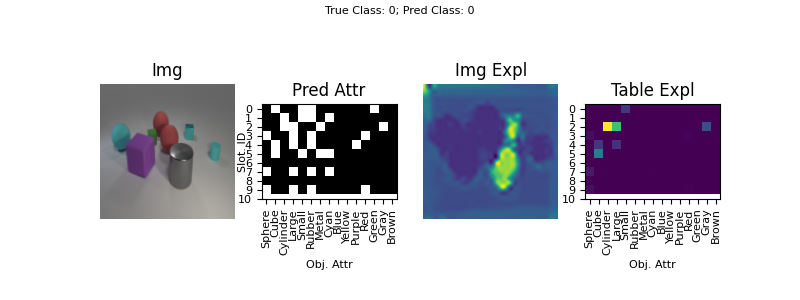 True Class: 0; Pred Class: 0
Img
Pred Attr
Img Expl
Table Expl
Slot_ID
0
1
2
3
4
5
6
7
8
9
10
Sphere
Cube
Cylinder
Large
Small
Rubber
Metal
Cyan
Blue
Yellow
Purple
Red
Green
Gray
Brown
Obj. Attr
0
1
2
3
4
5
6
7
8
9
10
Sphere
Cube
Cylinder
Large
Small
Rubber
Metal
Cyan
Blue
Yellow
Purple
Red
Green
Gray
Brown
Obj. Attr